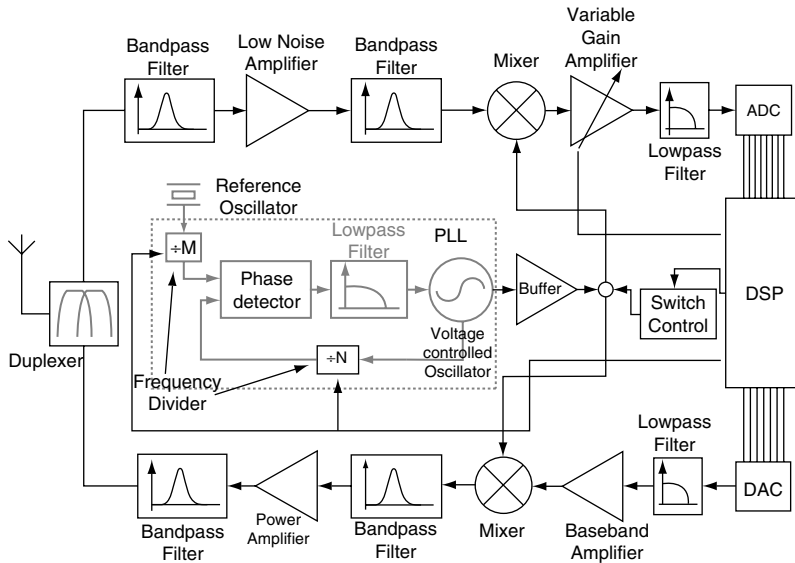 Variable
Gain
Amplifier
Bandpass
Filter
Low Noise
Amplifier
Bandpass
Filter
Mixer
ADC
Lowpass
Filter
Reference
Oscillator
÷M
Lowpass
Filter
PLL
Phase
detector
Buffer
Switch
Control
DSP
Duplexer
Voltage
controlled
Oscillator
÷N
Frequency
Divider
Lowpass
Filter
DAC
Bandpass
Filter
Power
Amplifier
Bandpass
Filter
Mixer
Baseband
Amplifier